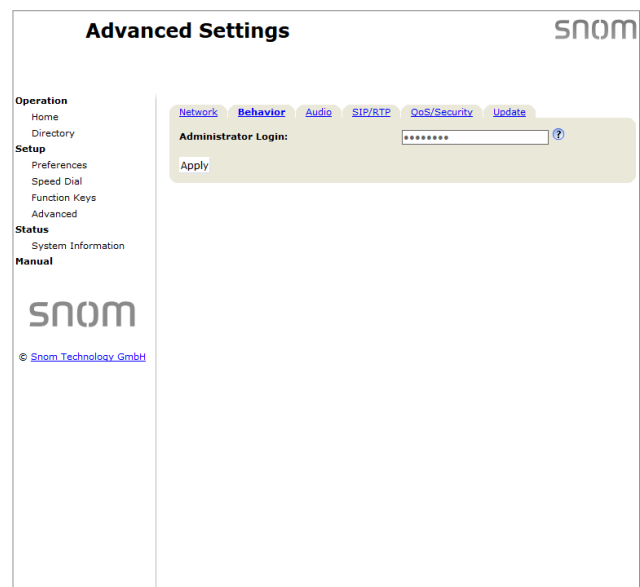 Advanced Settings
snom
Operation
Home
Directory
Setup
Preferences
Speed Dial
Function Keys
Advanced
Status
System Information
Manual
snom
© Snom Technology GmbH
Network Behavior Audio SIP/RTP QoS/Security Update
Administrator Login: ••••••••
?
Apply